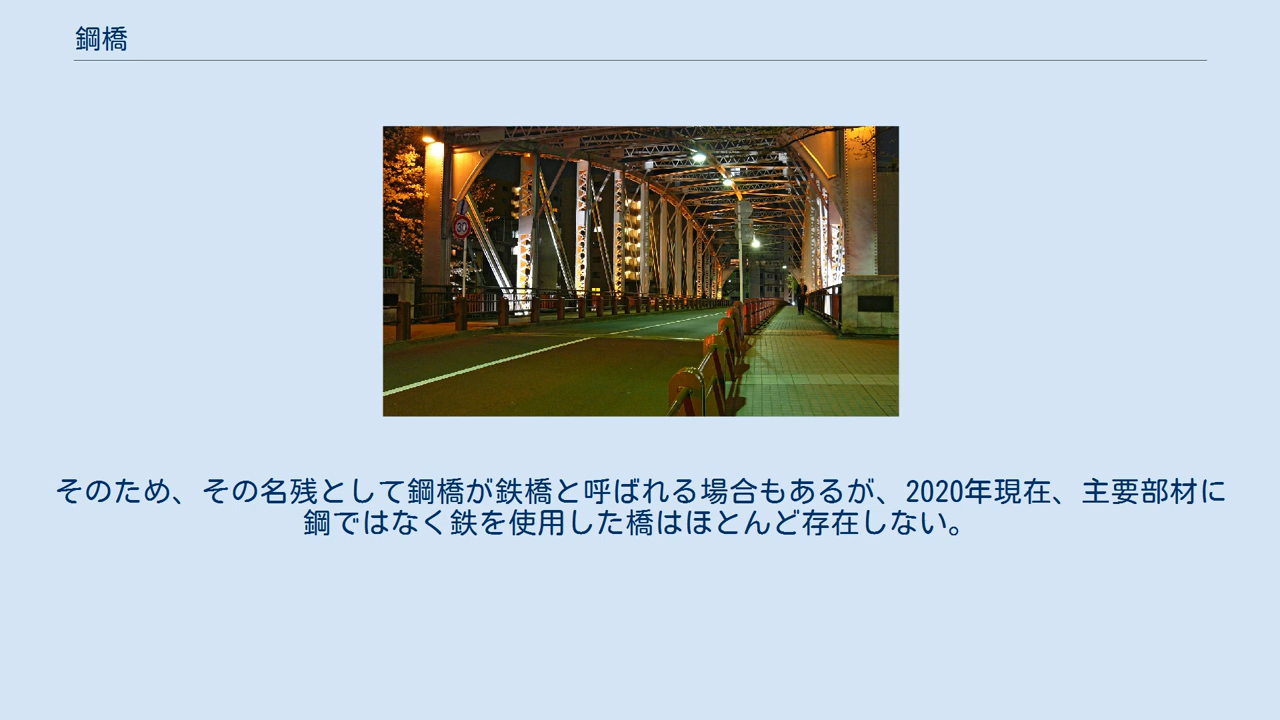 鋼橋
そのため、その名残として鋼橋が鉄橋と呼ばれる場合もあるが、2020年現在、主要部材に
鋼ではなく鉄を使用した橋はほとんど存在しない。